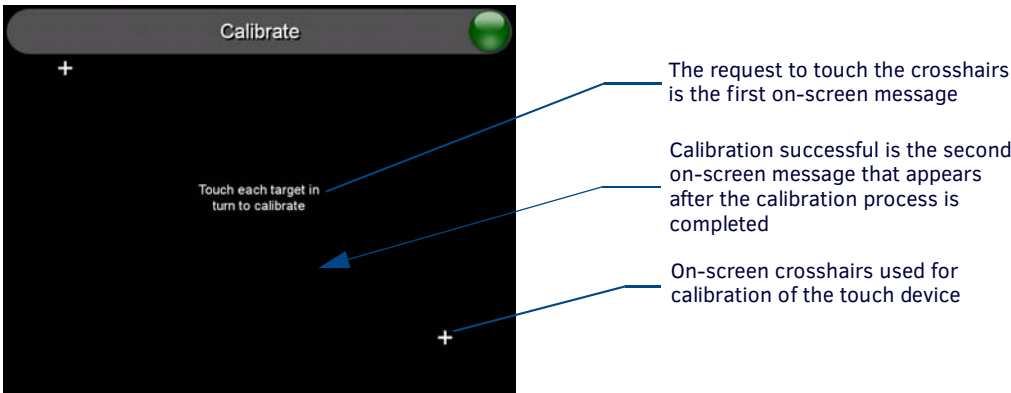 Calibrate
Touch each target in
turn to calibrate
The request to touch the crosshairs
is the first on-screen message
Calibration successful is the second
on-screen message that appears
after the calibration process is
completed
On-screen crosshairs used for
calibration of the touch device